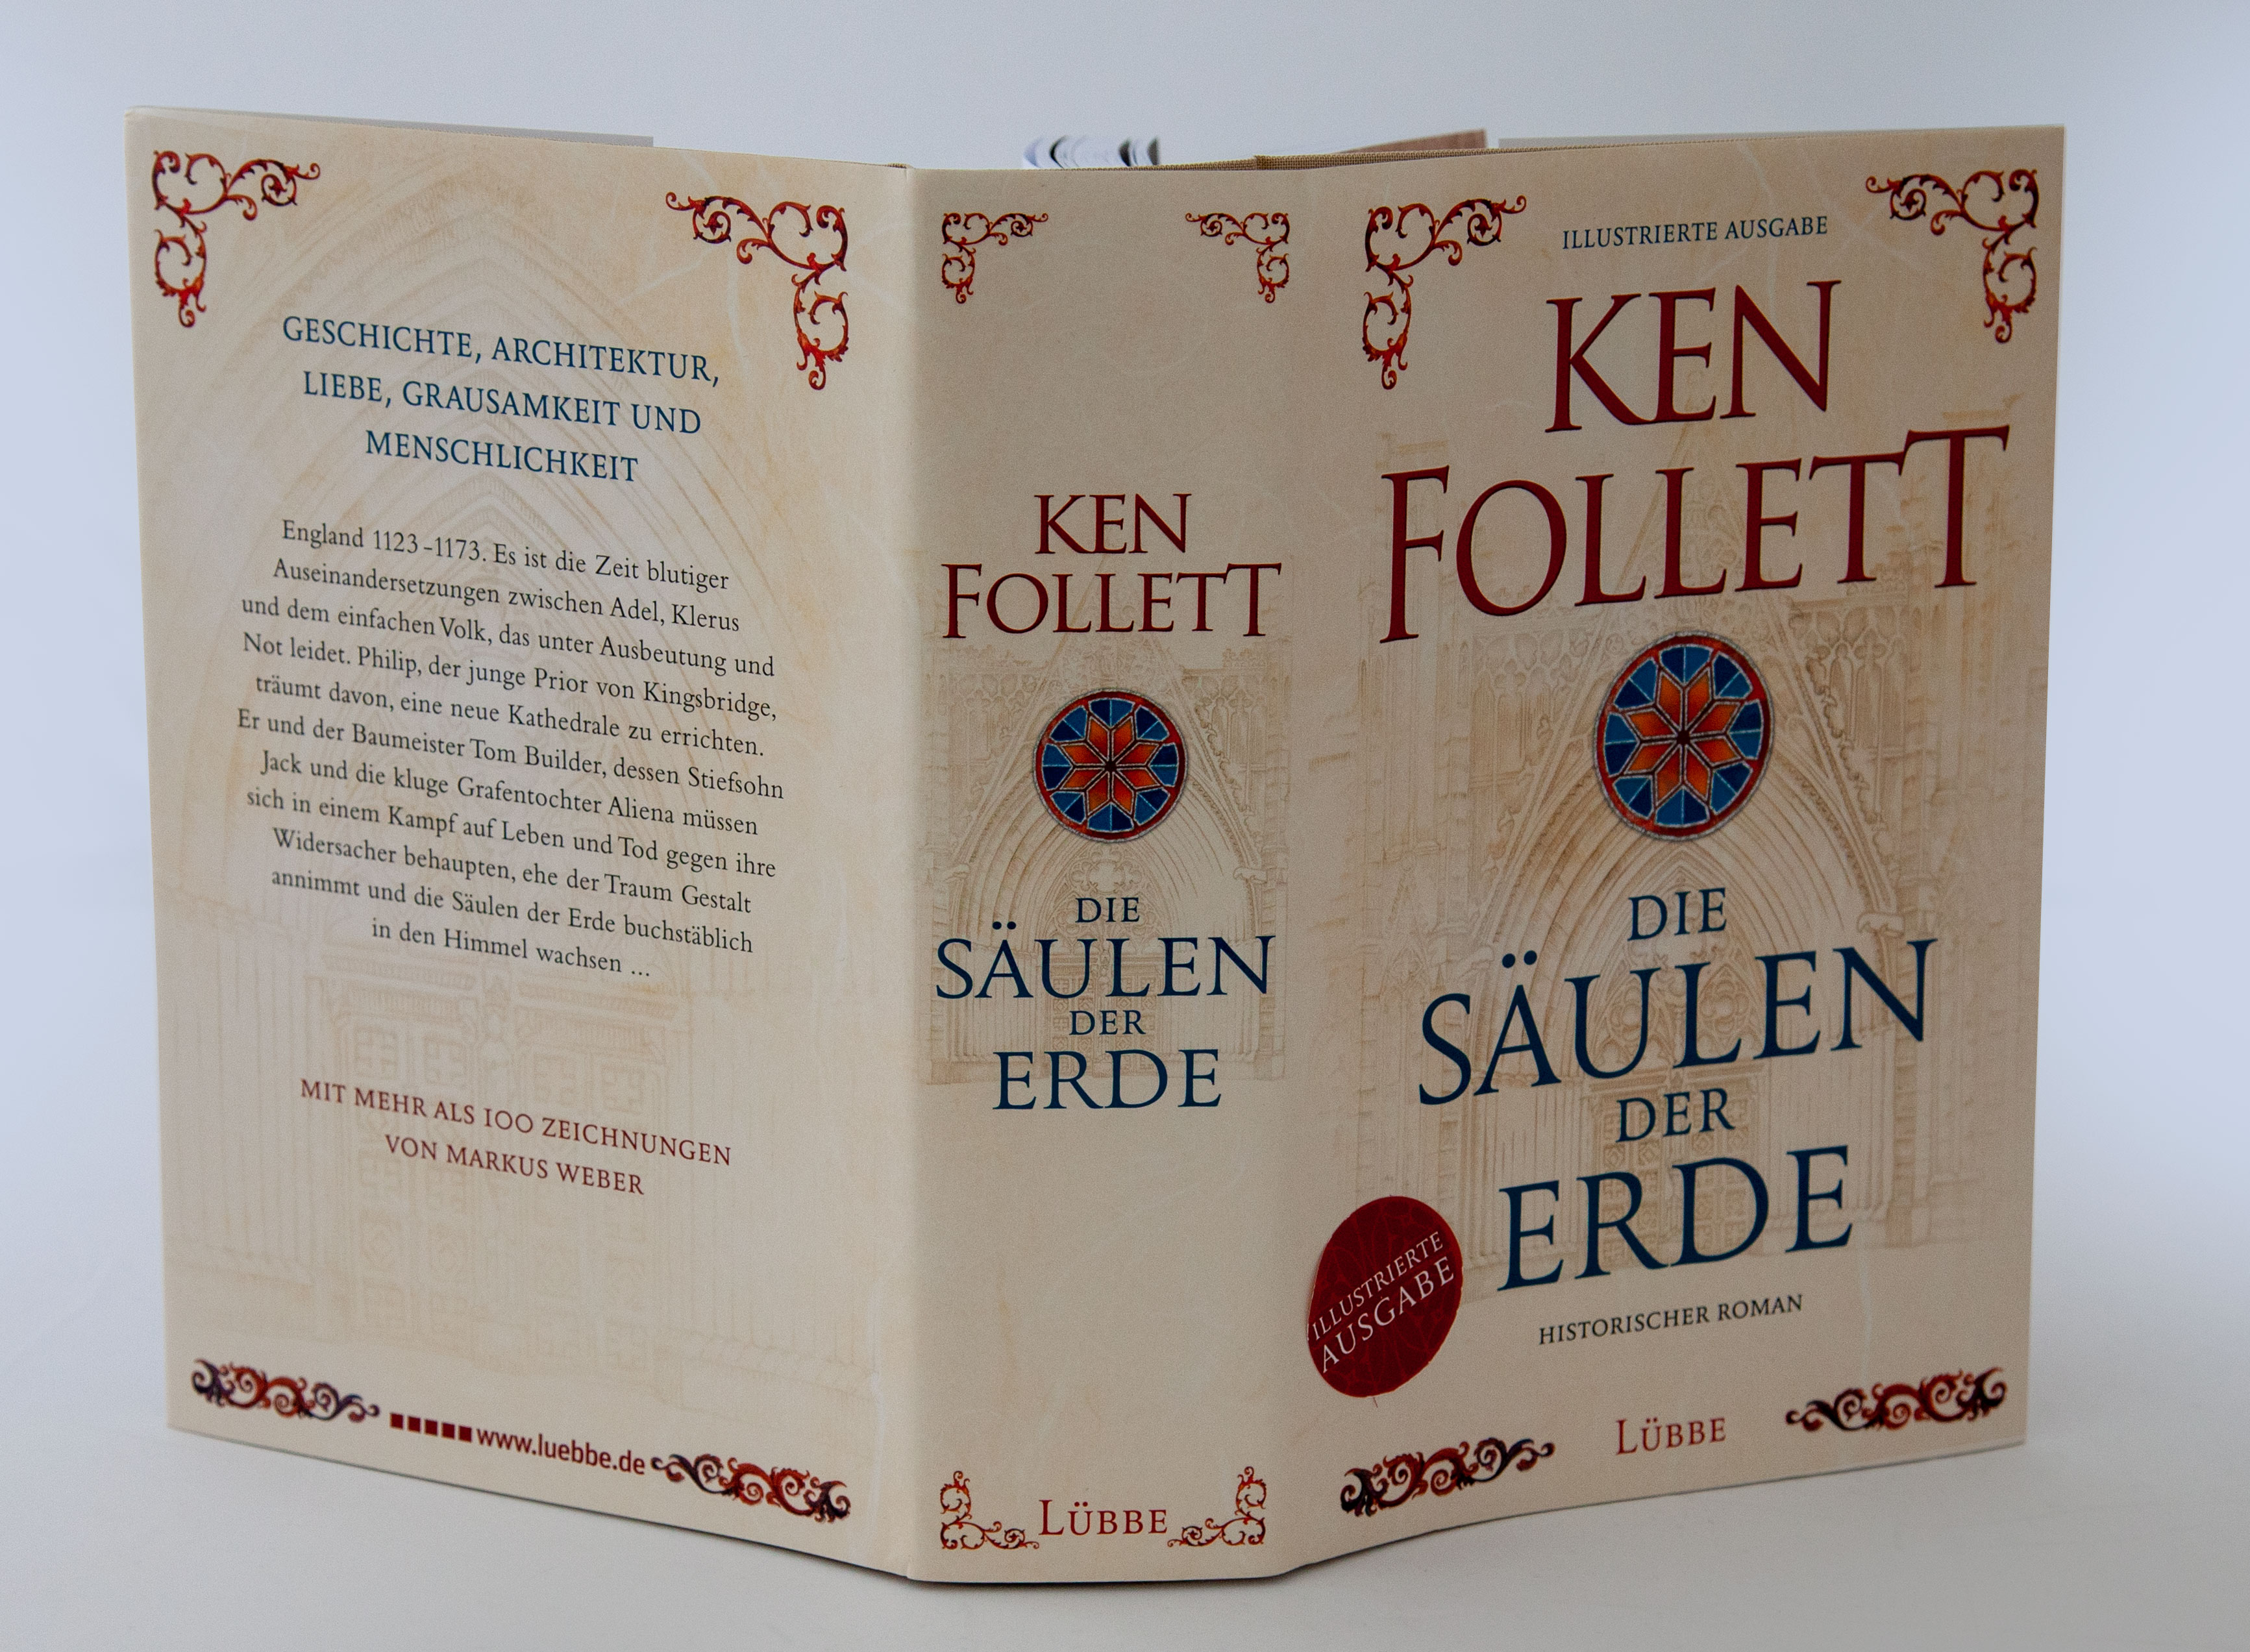 GESCHICHTE, ARCHITEKTUR,
LIEBE, GRAUSAMKEIT UND
MENSCHLICHKEIT
England 1123-1173. Es ist die Zeit blutiger
Auseinandersetzungen zwischen Adel, Klerus
und dem einfachen Volk, das unter Ausbeutung und
Not leidet. Philip, der junge Prior von Kingsbridge,
träumt davon, eine neue Kathedrale zu errichten.
Er und der Baumeister Tom Builder, dessen Stiefsohn
Jack und die kluge Grafentochter Aliena müssen
sich in einem Kampf auf Leben und Tod gegen ihre
Widersacher behaupten, ehe der Traum Gestalt
annimmt und die Säulen der Erde buchstäblich
in den Himmel wachsen ...
MIT MEHR ALS 100 ZEICHNUNGEN
VON MARKUS WEBER
www.luebbe.de
KEN
FOLLETT
DIE
SÄULEN
DER
ERDE
LÜBBE
ILLUSTRIERTE AUSGABE
KEN
FOLLETT
DIE
SÄULEN
DER
ERDE
HISTORISCHER ROMAN
ILLUSTRIERTE
AUSGABE
LÜBBE